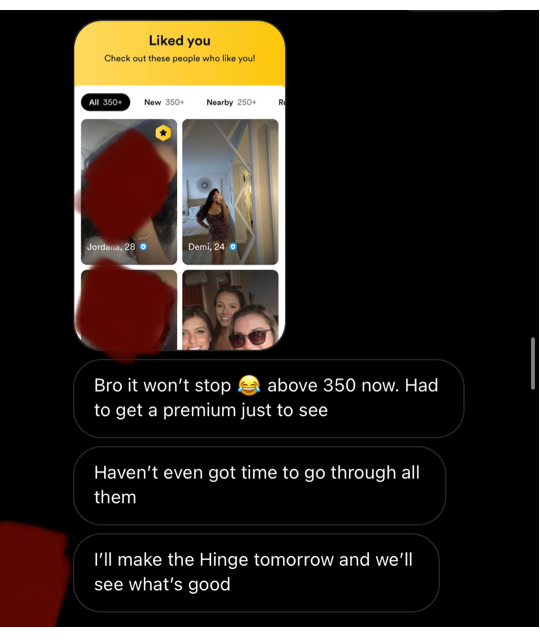 Liked you
Check out these people who like you!
All 350+ New 350+ Nearby 250+ R
Jordana, 28 Demi, 24
Bro it won’t stop 😂 above 350 now. Had
to get a premium just to see
Haven’t even got time to go through all
them
I’ll make the Hinge tomorrow and we’ll
see what’s good